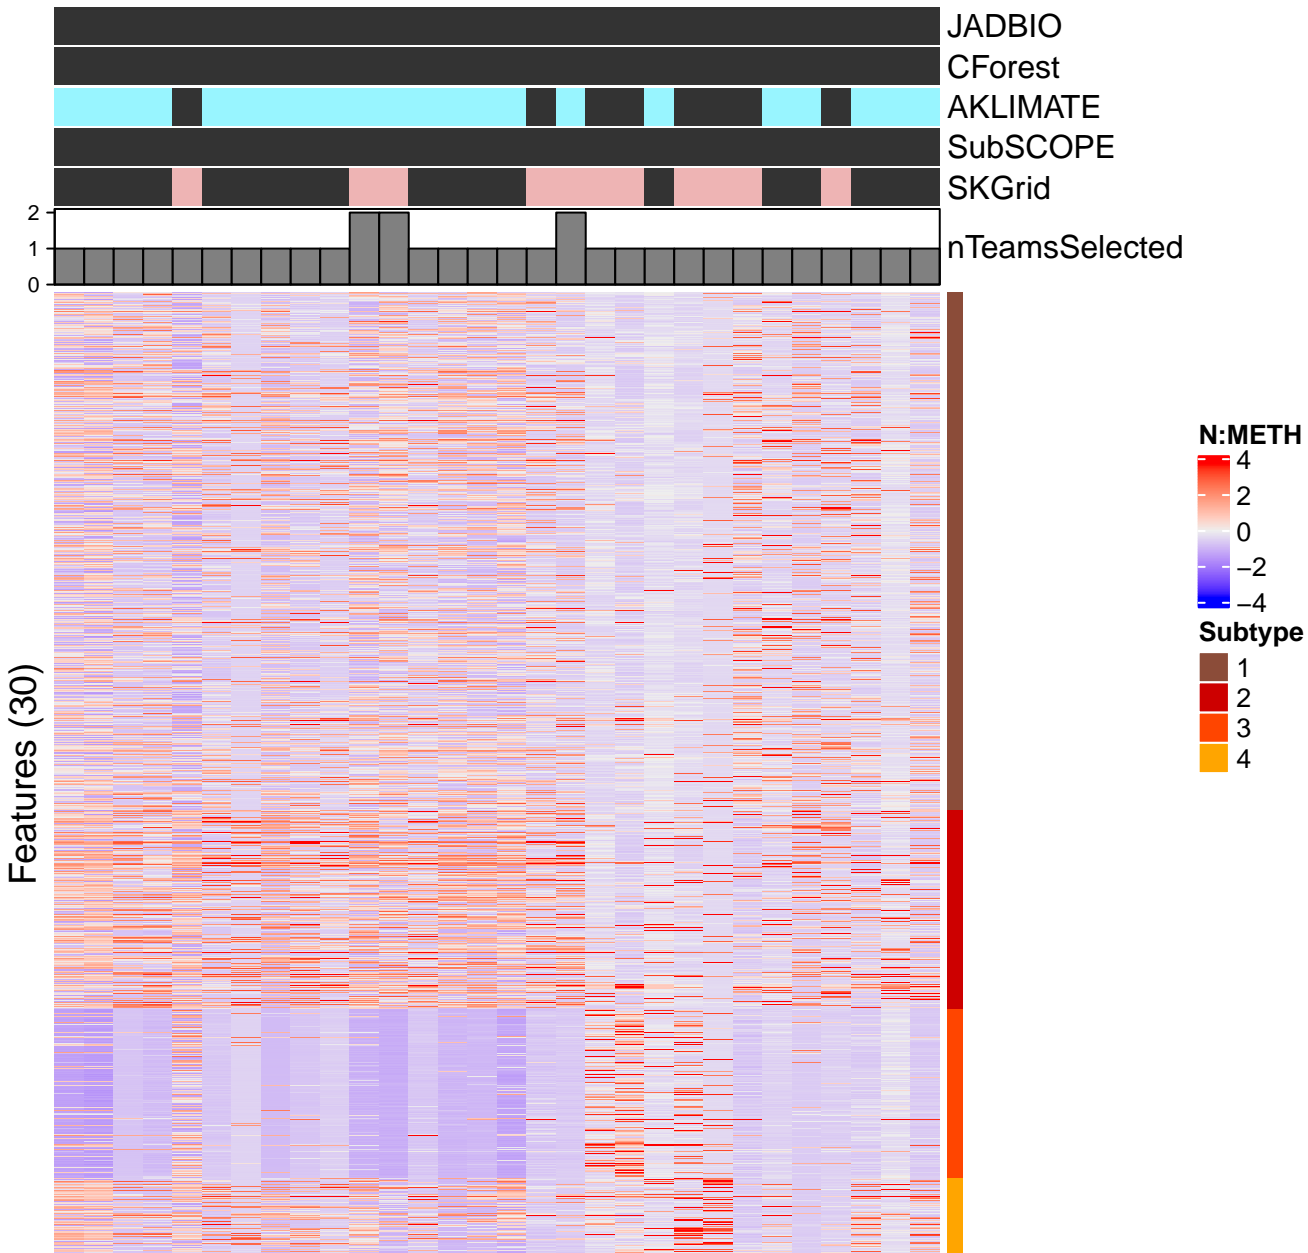 JADBIO
CForest
AKLIMATE
SubSCOPE
SKGrid
2
1
0
nTeamsSelected
Features (30)
N:METH
4
2
0
−2
−4
Subtype
1
2
3
4